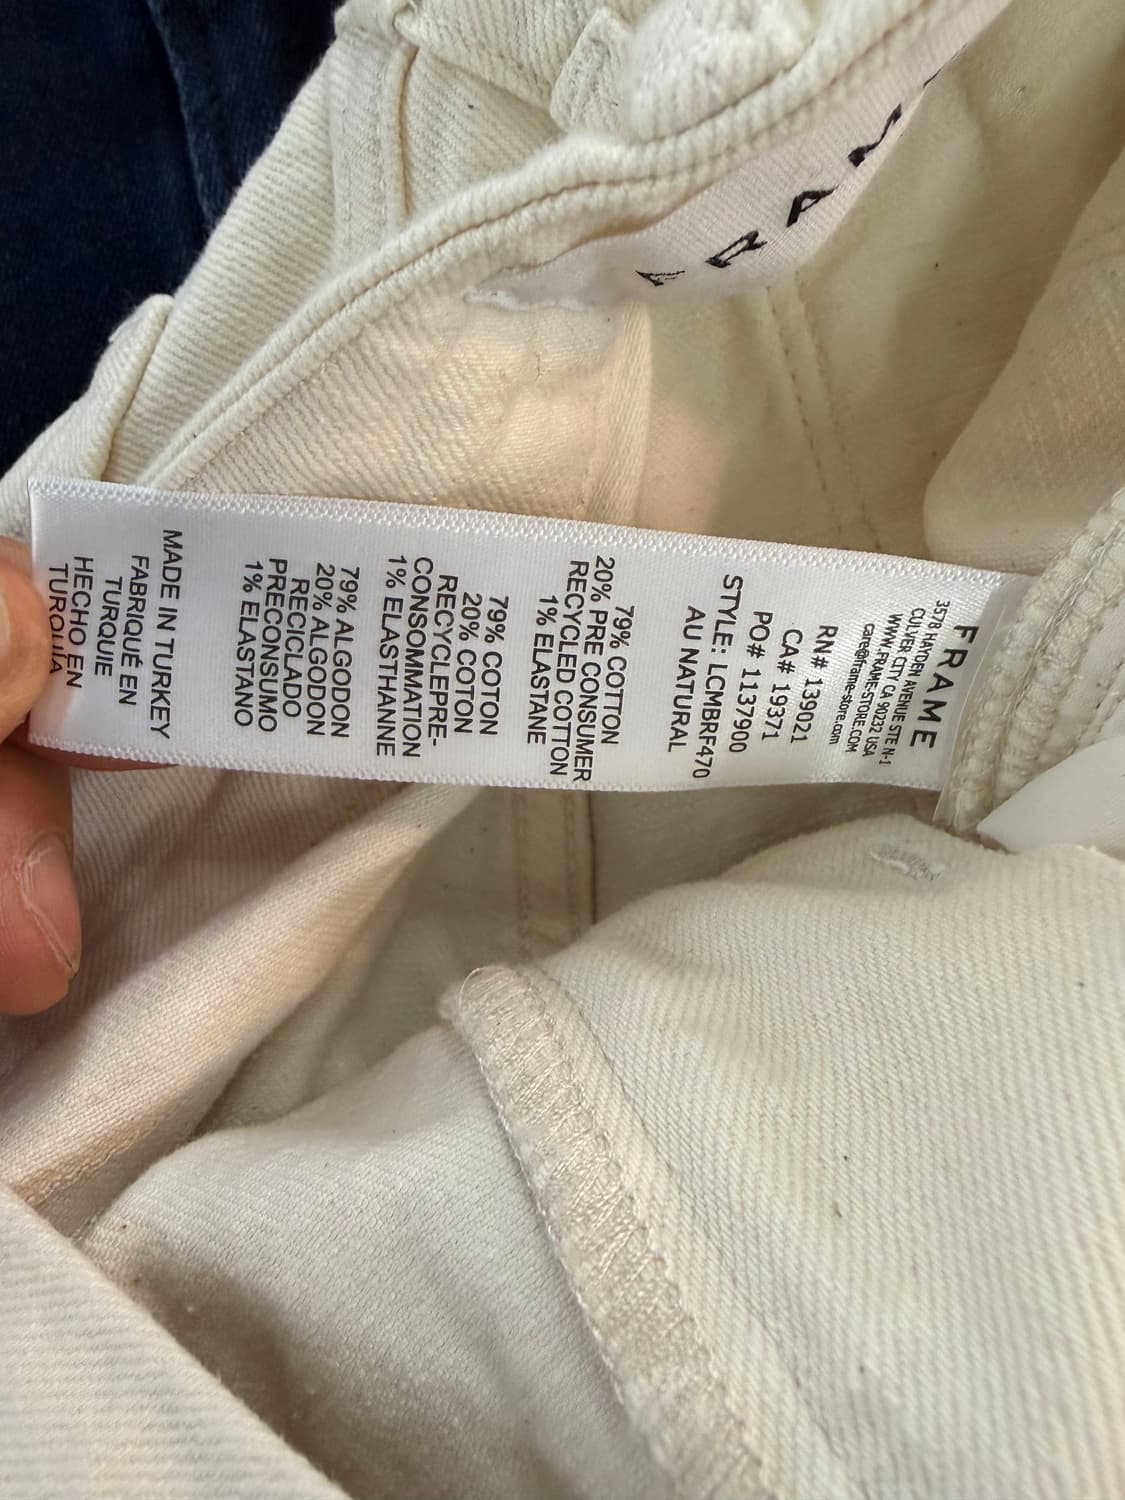 FRAME
FRAME
3578 HAYDEN AVENUE STE N-1
CULVER CITY CA 90232 USA
WWW.FRAME-STORE.COM
care@frame-store.com
RN# 139021
CA# 19371
PO# 1137900
STYLE: LCMBRF470
AU NATURAL
79% COTTON
20% PRE CONSUMER
RECYCLED COTTON
1% ELASTANE
79% COTON
20% COTON
RECYCLEPRE-
CONSOMMATION
1% ELASTHANNE
79% ALGODON
20% ALGODON
RECICLADO
PRECONSUMO
1% ELASTANO
MADE IN TURKEY
FABRIQUÉ EN
TURQUIE
HECHO EN
TURQUÍA